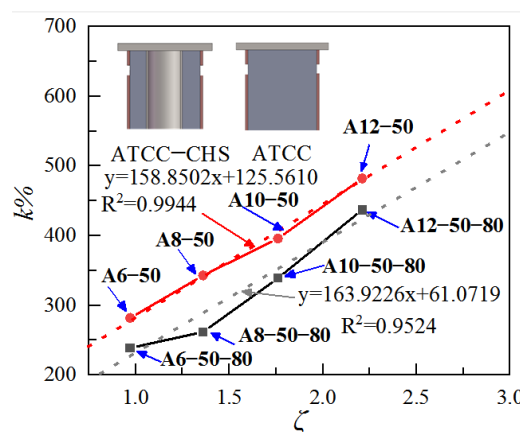 700
600
500
400
300
200
k%
ATCC−CHS
ATCC
y=158.8502x+125.5610
R²=0.9944
A12−50
A10−50
A8−50
A6−50
A12−50−80
A10−50−80
y=163.9226x+61.0719
R²=0.9524
A8−50−80
A6−50−80
1.0
1.5
2.0
2.5
3.0
ζ